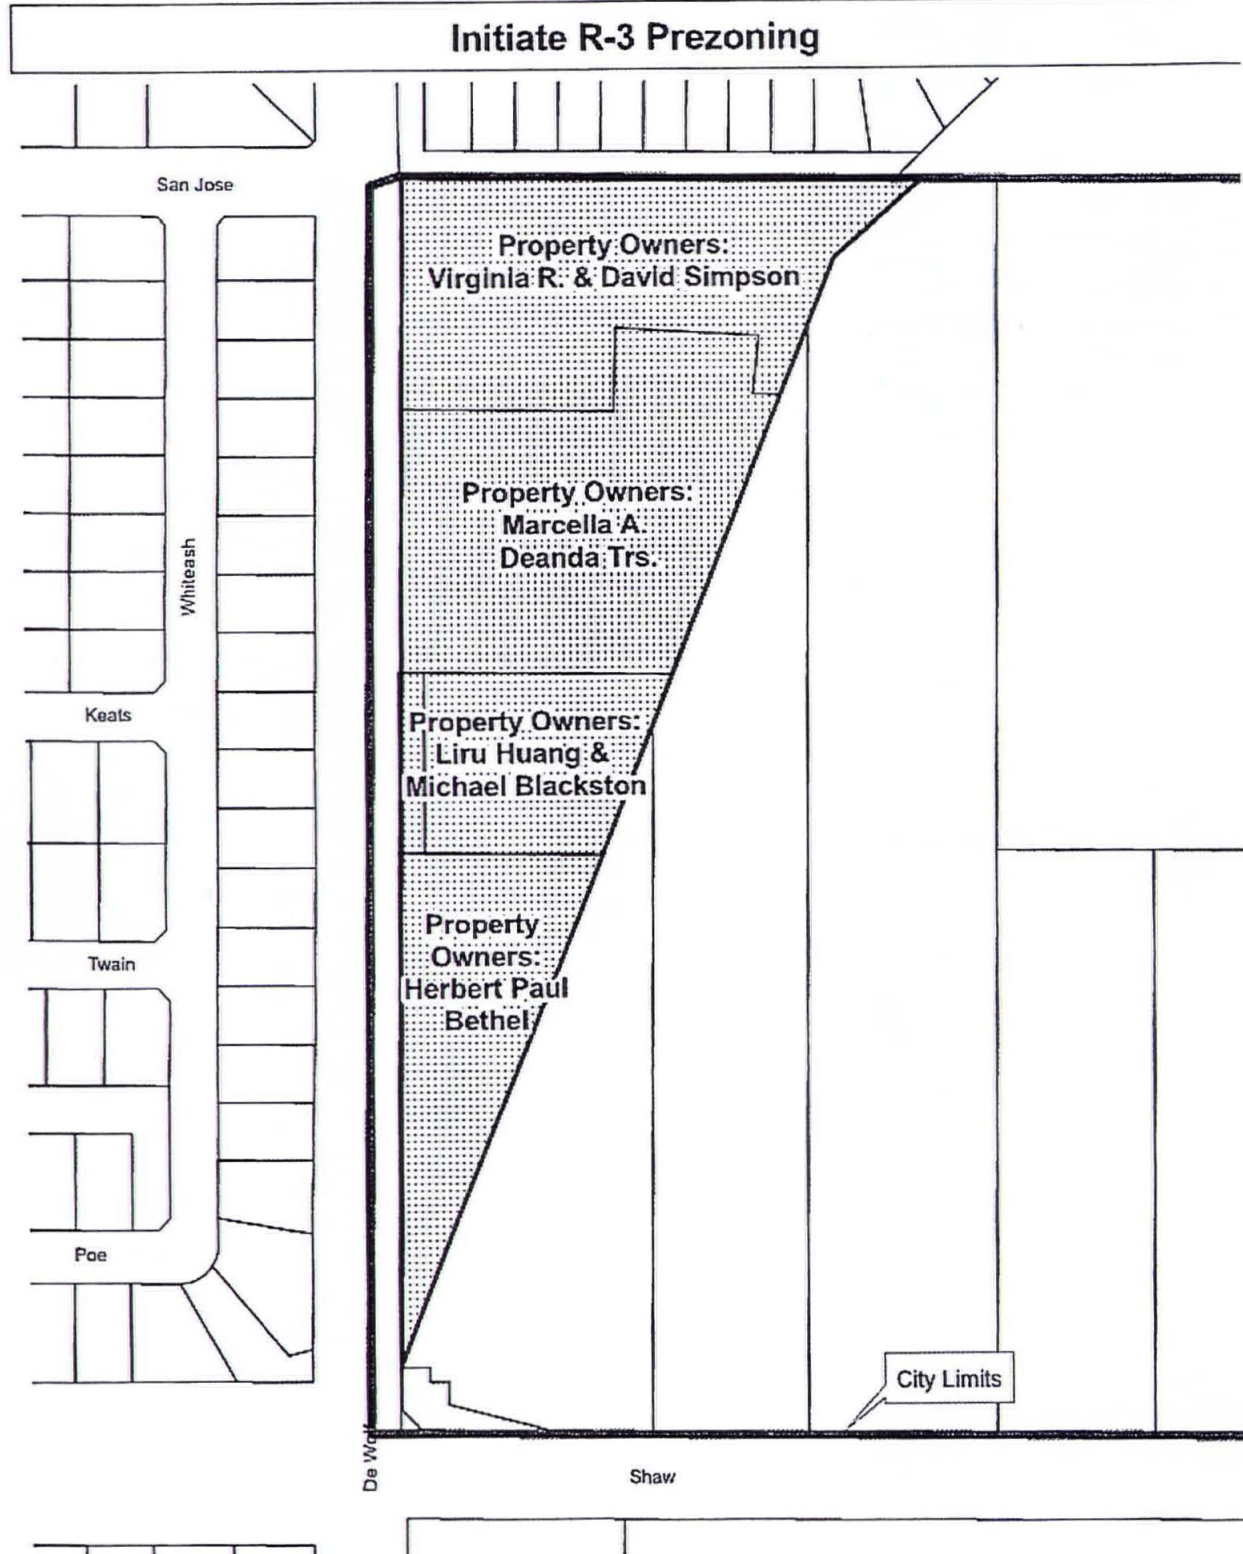 Initiate R-3 Prezoning
San Jose
Property Owners:
Virginia R. & David Simpson
Property Owners:
Marcella A.
Deanda Trs.
Whiteash
Keats
Property Owners:
Liru Huang &
Michael Blackston
Property
Owners:
Herbert Paul
Bethel
Twain
Poe
City Limits
De Wolf
Shaw